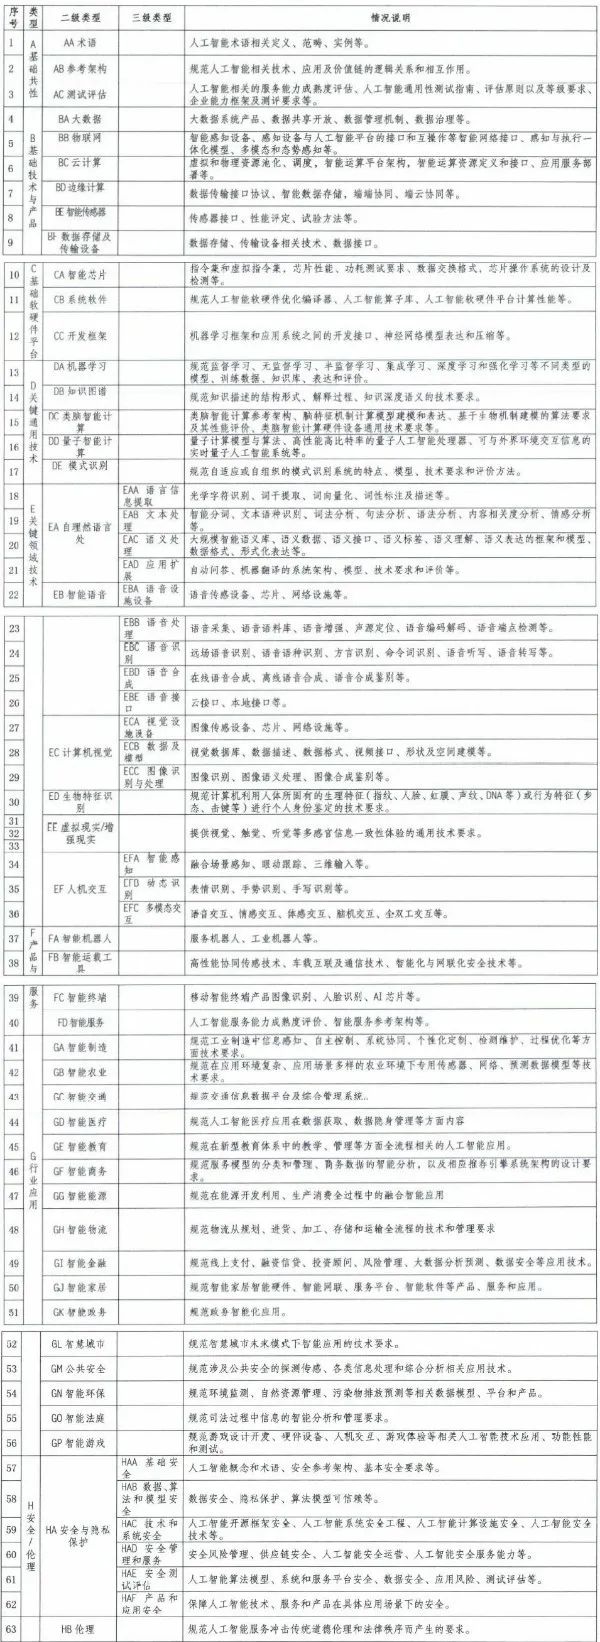 序号 类型 二级类型 三级类型 情况说明
1 A 基础共性 AA 术语 人工智能术语相关定义、范畴、实例等。
2 AB 参考架构 规范人工智能相关技术、应用及价值链的逻辑关系和相互作用。
3 AC 测试评估 人工智能相关的服务能力成熟度评估、人工智能通用性测试指南、评估原则以及等级要求、
企业能力框架及测评要求等。
4 B 基础技术与产品 BA 大数据 大数据系统产品、数据共享开放、数据管理机制、数据治理等。
5 BB 物联网 智能感知设备、感知设备与人工智能平台的接口和互操作等智能网联接口、感知与执行一
体化模型、多模态和态势感知等。
6 BC 云计算 虚拟和物理资源池化、调度，智能运算平台架构，智能运算资源定义和接口、应用服务部
署等。
7 BD 边缘计算 数据传输接口协议、智能数据存储，端端协同、端云协同等。
8 BE 智能传感器 传感器接口、性能评定、试验方法等。
9 BF 数据存储及传输设备 数据存储、传输设备相关技术、数据接口。
10 C 基础软硬件平台 CA 智能芯片 指令集和虚拟指令集，芯片性能、功耗测试要求、数据交换格式、芯片操作系统的设计及
检测等。
11 CB 系统软件 规范人工智能软硬件优化编译器、人工智能算子库、人工智能软硬件平台计算性能等。
12 CC 开发框架 机器学习框架和应用系统之间的开发接口、神经网络模型表达和压缩等。
13 D 关键通用技术 DA 机器学习 规范监督学习、无监督学习、半监督学习、集成学习、深度学习和强化学习等不同类型的
模型、训练数据、知识库、表达和评价。
14 DB 知识图谱 规范知识描述的结构形式、解释过程、知识深度语义的技术要求。
15 DC 类脑智能计算 类脑智能计算参考架构、脑特征机制计算模型建模和表达、基于生物机制建模的算法要求
及其性能评价、类脑智能计算硬件设备通用技术要求等。
16 DD 量子智能计算 量子计算模型与算法、高性能高比特率的量子人工智能处理器、可与外界环境交互信息的
实时量子人工智能系统等。
17 DE 模式识别 规范自适应或自组织的模式识别系统的特点、模型、技术要求和评价方法。
18 E 关键领域技术 EA 自理然语言处 EAA 语言信息提取 光学字符识别、词干提取、词向量化、词性标注及描述等。
19 EAB 文本处理 智能分词、文本语种识别、词法分析、句法分析、语法分析、内容相关度分析、情感分析
等。
20 EAC 语义处理 大规模智能语义库、语义数据、语义接口、语义标签、语义理解、语义表达的框架和模型、
数据格式、形式化表达等。
21 EAD 应用扩展 自动问答、机器翻译的系统架构、模型、技术要求和评价等。
22 EB 智能语音 EBA 语音设施设备 语音传感设备、芯片、网络设施等。
23 EBB 语音处理 语音采集、语音语料库、语音增强、声源定位、语音编码解码、语音端点检测等。
24 EBC 语音识别 远场语音识别、语音语种识别、方言识别、命令词识别、语音听写、语音转写等。
25 EBD 语音合成 在线语音合成、离线语音合成、语音合成鉴别等。
26 EBE 语音接口 云接口、本地接口等。
27 EC 计算机视觉 ECA 视觉设施设备 图像传感设备、芯片、网络设施等。
28 ECB 数据及模型 视觉数据库、数据描述、数据格式、视频接口、形状及空间建模等。
29 ECC 图像识别与处理 图像识别、图像语义处理、图像合成鉴别等。
30 ED 生物特征识别 规范计算机利用人体所固有的生理特征（指纹、人脸、虹膜、声纹、DNA 等）或行为特征（步
态、击键等）进行个人身份鉴定的技术要求。
31
32 EE 虚拟现实/增强现实 提供视觉、触觉、听觉等多感官信息一致性体验的通用技术要求。
33
34 EF 人机交互 EFA 智能感知 融合场景感知、眼动跟踪、三维输入等。
35 EFB 动态识别 表情识别、手势识别、手写识别等。
36 EFC 多模态交互 语音交互、情感交互、体感交互、脑机交互、全双工交互等。
37 F 产品与 FA 智能机器人 服务机器人、工业机器人等。
38 FB 智能运载工具 高性能协同传感技术、车载互联及通信技术、智能化与网联化安全技术等。
39 服务 FC 智能终端 移动智能终端产品图像识别、人脸识别、AI 芯片等。
40 FD 智能服务 人工智能服务能力成熟度评价、智能服务参考架构等。
41 G 行业应用 GA 智能制造 规范工业制造中信息感知、自主控制、系统协同、个性化定制、检测维护、过程优化等方
面技术要求。
42 GB 智能农业 规范在应用环境复杂、应用场景多样的农业环境下专用传感器、网络、预测数据模型等技
术要求。
43 GC 智能交通 规范交通信息数据平台及综合管理系统..
44 GD 智能医疗 规范人工智能医疗应用在数据获取、数据隐身管理等方面内容
45 GE 智能教育 规范在新型教育体系中的教学、管理等方面全流程相关的人工智能应用。
46 GF 智能商务 规范服务模型的分类和管理、商务数据的智能分析，以及相应推荐引擎系统架构的设计要
求。
47 GG 智能能源 规范在能源开发利用、生产消费全过程中的融合智能应用
48 GH 智能物流 规范物流从规划、进货、加工、存储和运输全流程的技术和管理要求
49 GI 智能金融 规范线上支付、融资信贷、投资顾问、风险管理、大数据分析预测、数据安全等应用技术。
50 GJ 智能家居 规范智能家居智能硬件、智能网联、服务平台、智能软件等产品、服务和应用。
51 GK 智能政务 规范政务智能化应用。
52 GL 智慧城市 规范智慧城市未来模式下智能应用的技术要求。
53 GM 公共安全 规范涉及公共安全的探测传感、各类信息处理和综合分析相关应用技术。
54 GN 智能环保 规范环境监测、自然资源管理、污染物排放预测等相关数据模型、平台和产品。
55 GO 智能法庭 规范司法过程中信息的智能分析和管理要求。
56 GP 智能游戏 规范游戏设计开发、硬件设备、人机交互、游戏体验等相关人工智能技术应用、功能性能
和测试。
57 H 安全/伦理 HA 安全与隐私保护 HAA 基础安全 人工智能概念和术语、安全参考架构、基本安全要求等。
58 HAB 数据、算法和模型安全 数据安全、隐私保护、算法模型可信赖等。
59 HAC 技术和系统安全 人工智能开源框架安全、人工智能系统安全工程、人工智能计算设施安全、人工智能安全
技术等。
60 HAD 安全管理和服务 安全风险管理、供应链安全、人工智能安全运营、人工智能安全服务能力等。
61 HAE 安全测试评估 人工智能算法模型、系统和服务平台安全、数据安全、应用风险、测试评估等。
62 HAF 产品和应用安全 保障人工智能技术、服务和产品在具体应用场景下的安全。
63 HB 伦理 规范人工智能服务冲击传统道德伦理和法律秩序而产生的要求。